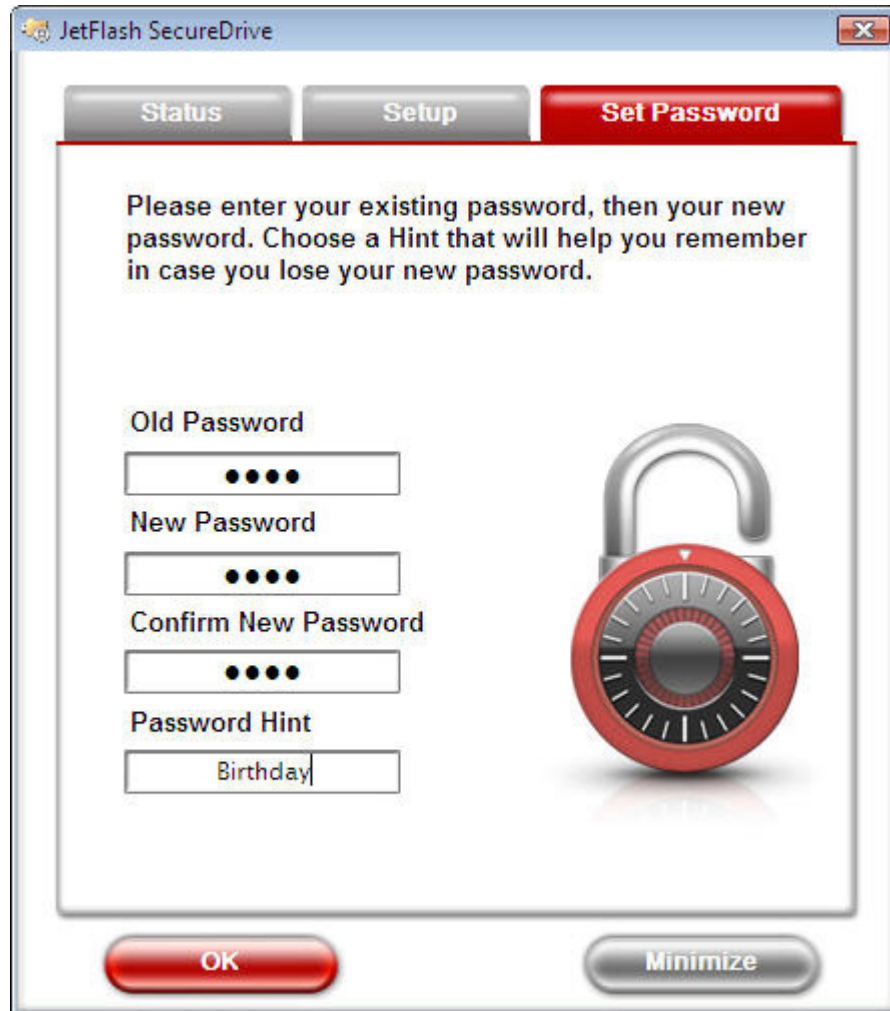 JetFlash SecureDrive
Status Setup Set Password
Please enter your existing password, then your new
password. Choose a Hint that will help you remember
in case you lose your new password.
Old Password
●●●●
New Password
●●●●
Confirm New Password
●●●●
Password Hint
Birthday
OK Minimize